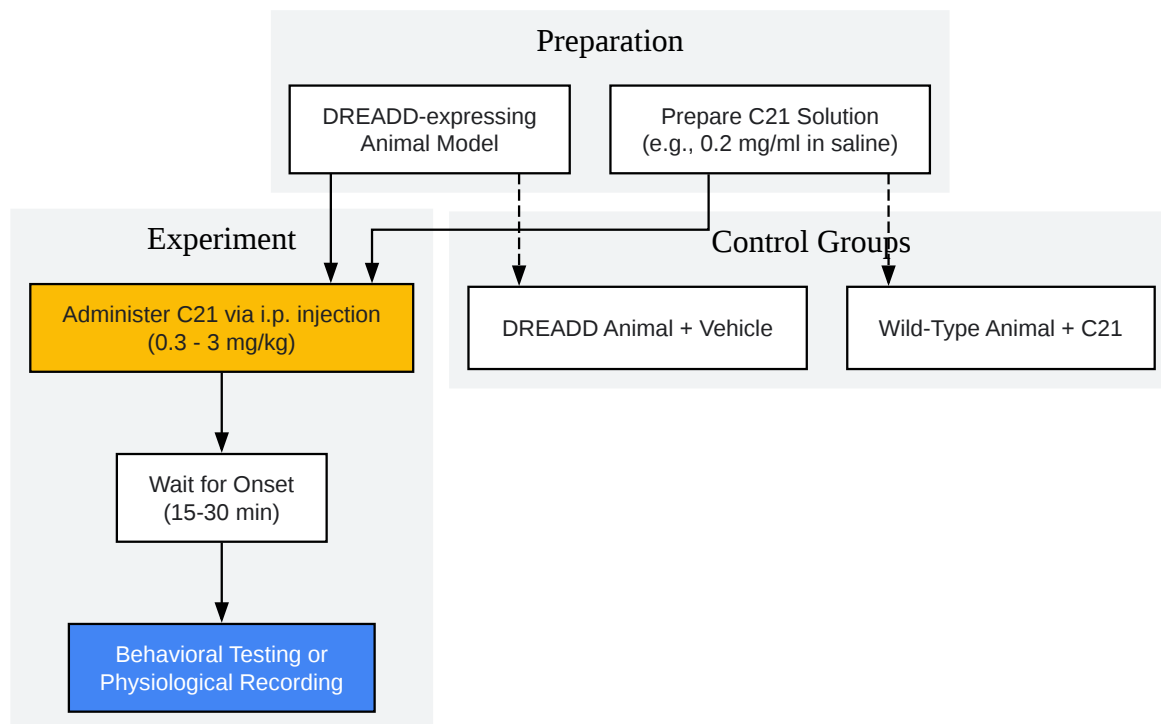 Preparation
DREADD-expressing
Animal Model
Prepare C21 Solution
(e.g., 0.2 mg/ml in saline)
Experiment
Administer C21 via i.p. injection
(0.3 - 3 mg/kg)
Wait for Onset
(15-30 min)
Behavioral Testing or
Physiological Recording
Control Groups
DREADD Animal + Vehicle
Wild-Type Animal + C21